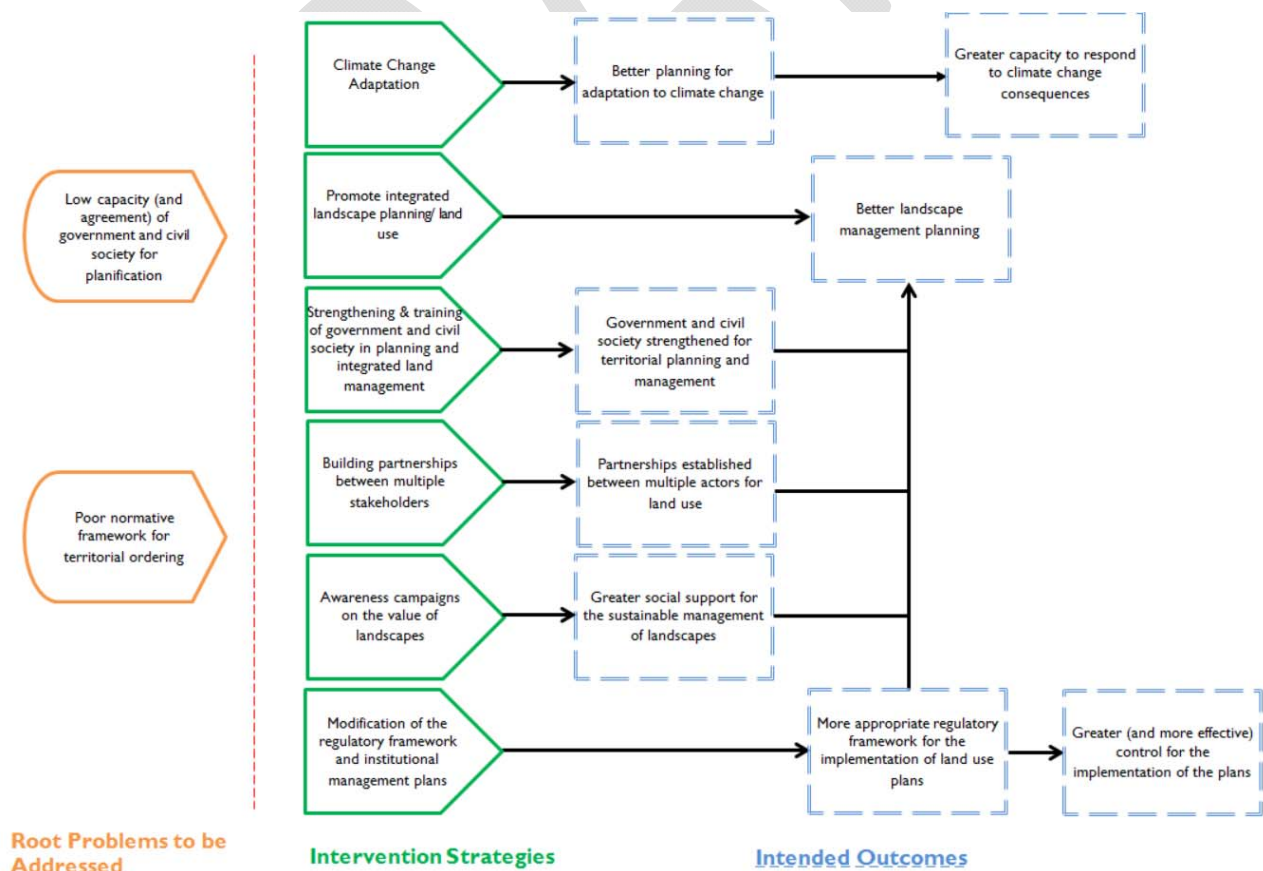 Climate Change
Adaptation
Better planning for
adaptation to climate change
Greater capacity to respond
to climate change
consequences
Low capacity (and
agreement) of
government and civil
society for
planification
Promote integrated
landscape planning/ land
use
Better landscape
management planning
Strengthening & training
of government and civil
society in planning and
integrated land
management
Government and civil
society strengthened for
territorial planning and
management
Poor normative
framework for
territorial ordering
Building partnerships
between multiple
stakeholders
Partnerships established
between multiple actors for
land use
Awareness campaigns
on the value of
landscapes
Greater social support for
the sustainable management
of landscapes
Modification of the
regulatory framework
and institutional
management plans
More appropriate regulatory
framework for the
implementation of land use
plans
Greater (and more effective)
control for the
implementation of the plans
Root Problems to be
Addressed
Intervention Strategies
Intended Outcomes